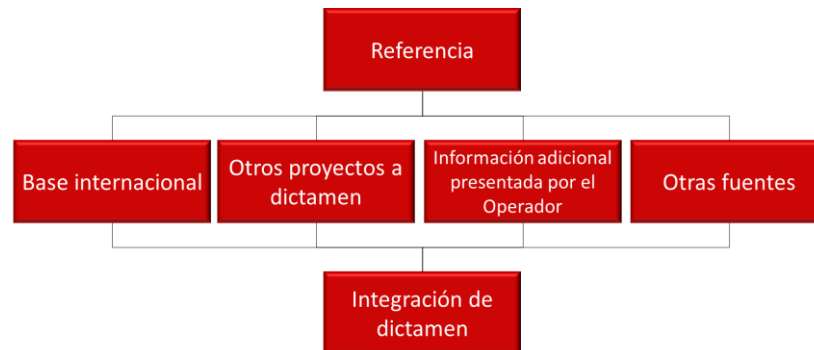 Referencia
Base internacional
Otros proyectos a
dictamen
Información adicional
presentada por el
Operador
Otras fuentes
Integración de
dictamen